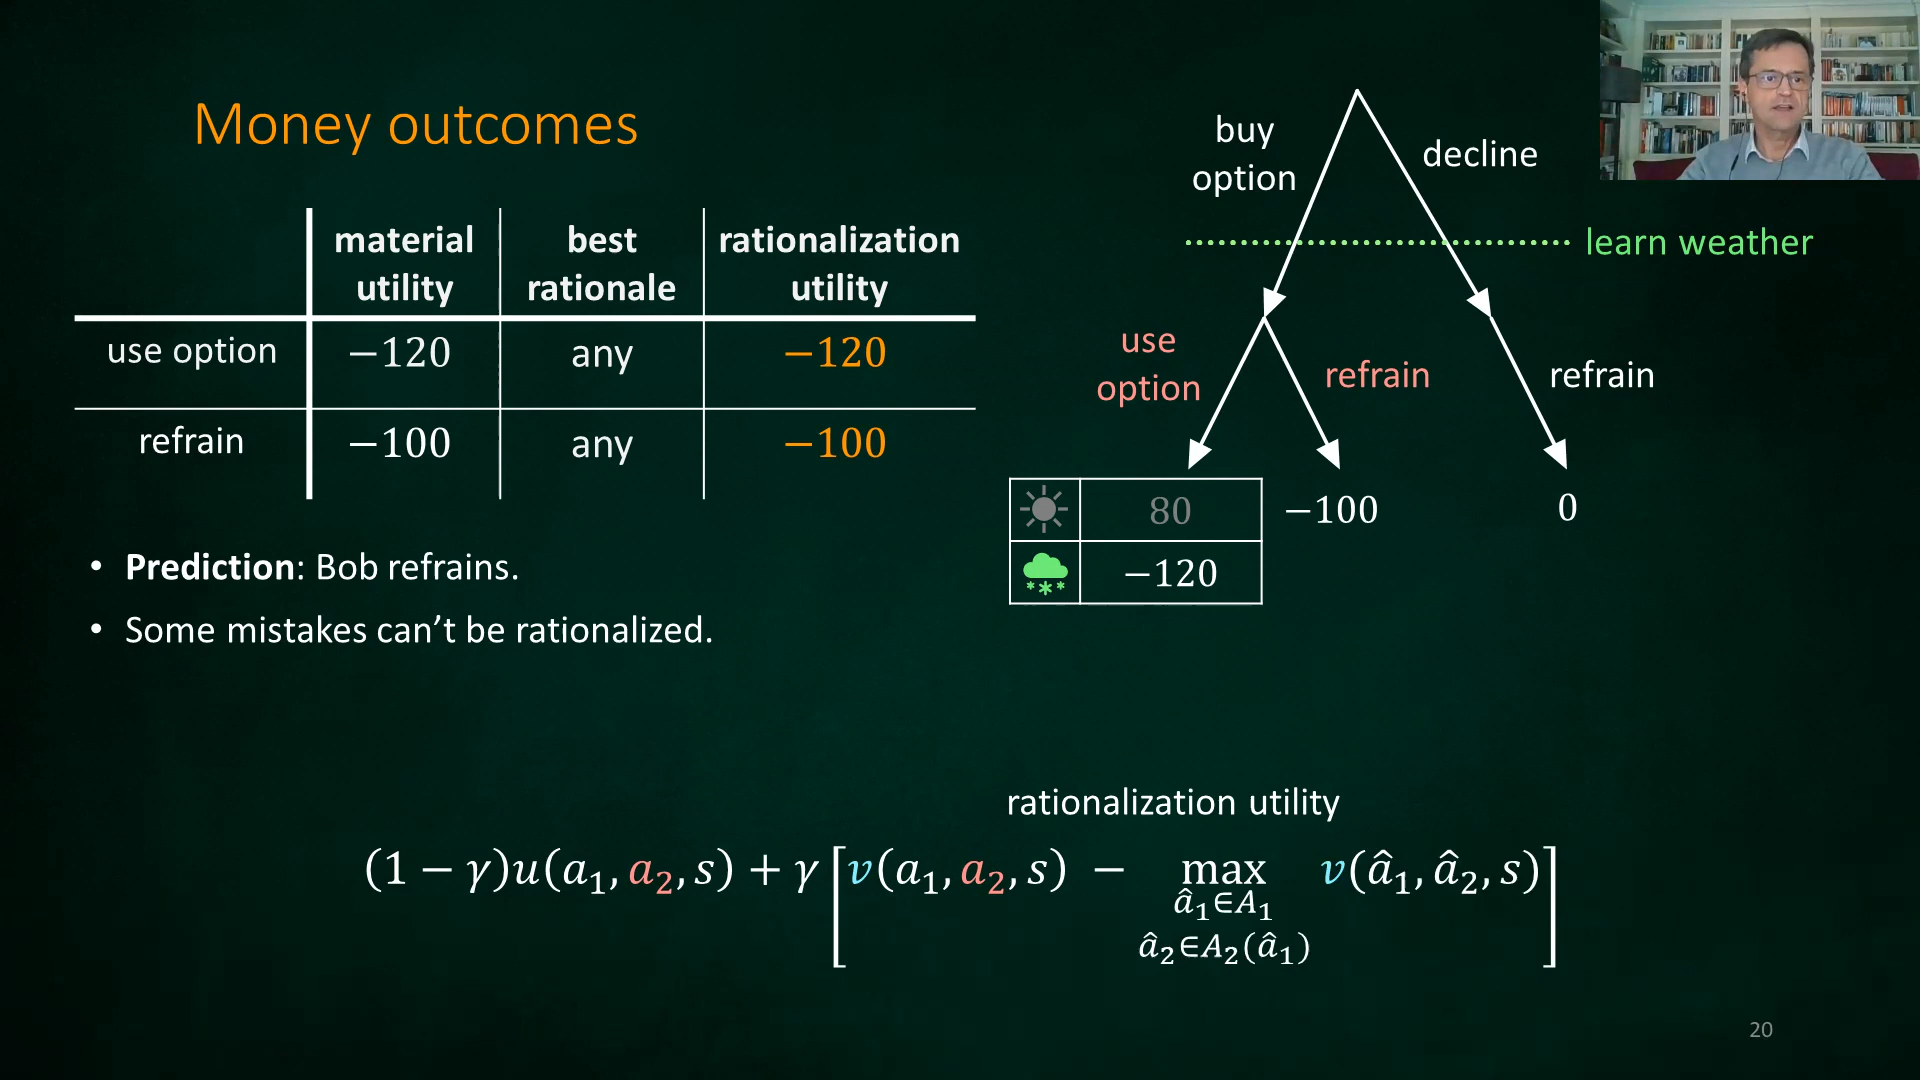 Money outcomes
material utility best rationale rationalization utility
use option −120 any −120
refrain −100 any −100
• Prediction: Bob refrains.
• Some mistakes can’t be rationalized.
buy option
decline
learn weather
use option
refrain
refrain
80
−120
−100
0
rationalization utility
(1 − γ)u(a₁, a₂, s) + γ [v(a₁, a₂, s) − max v(â₁, â₂, s)]
â₁∈A₁
â₂∈A₂(â₁)
20